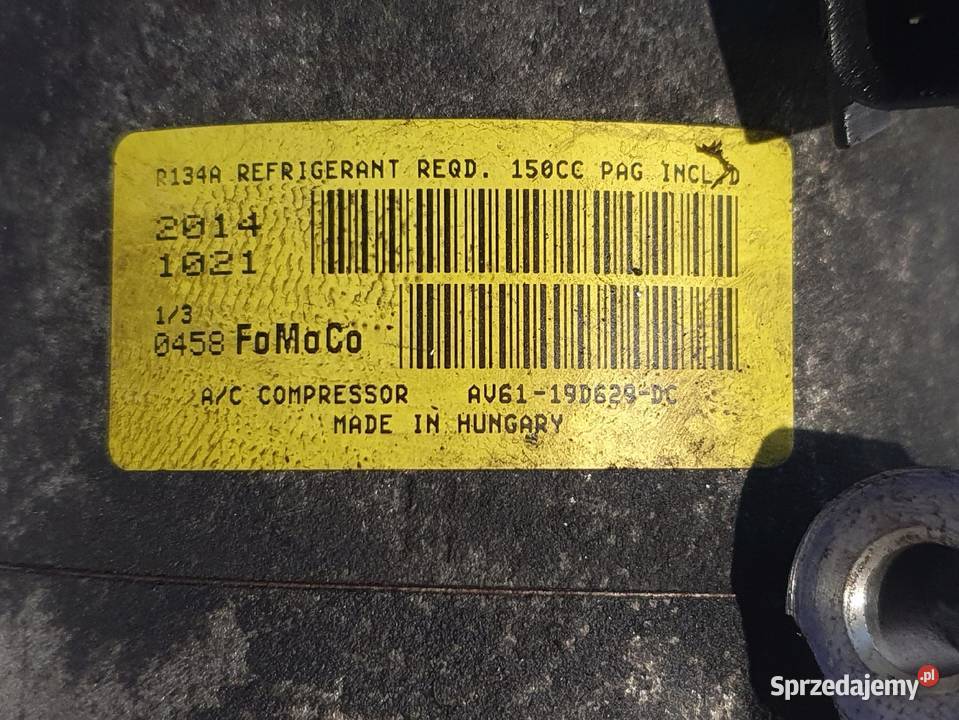 R134A REFRIGERANT REQD. 150CC PAG INCL/D
2014
1021
1/3
0458 FoMoCo
A/C COMPRESSOR AV61-19D629-DC
MADE IN HUNGARY
Sprzedajemy.pl